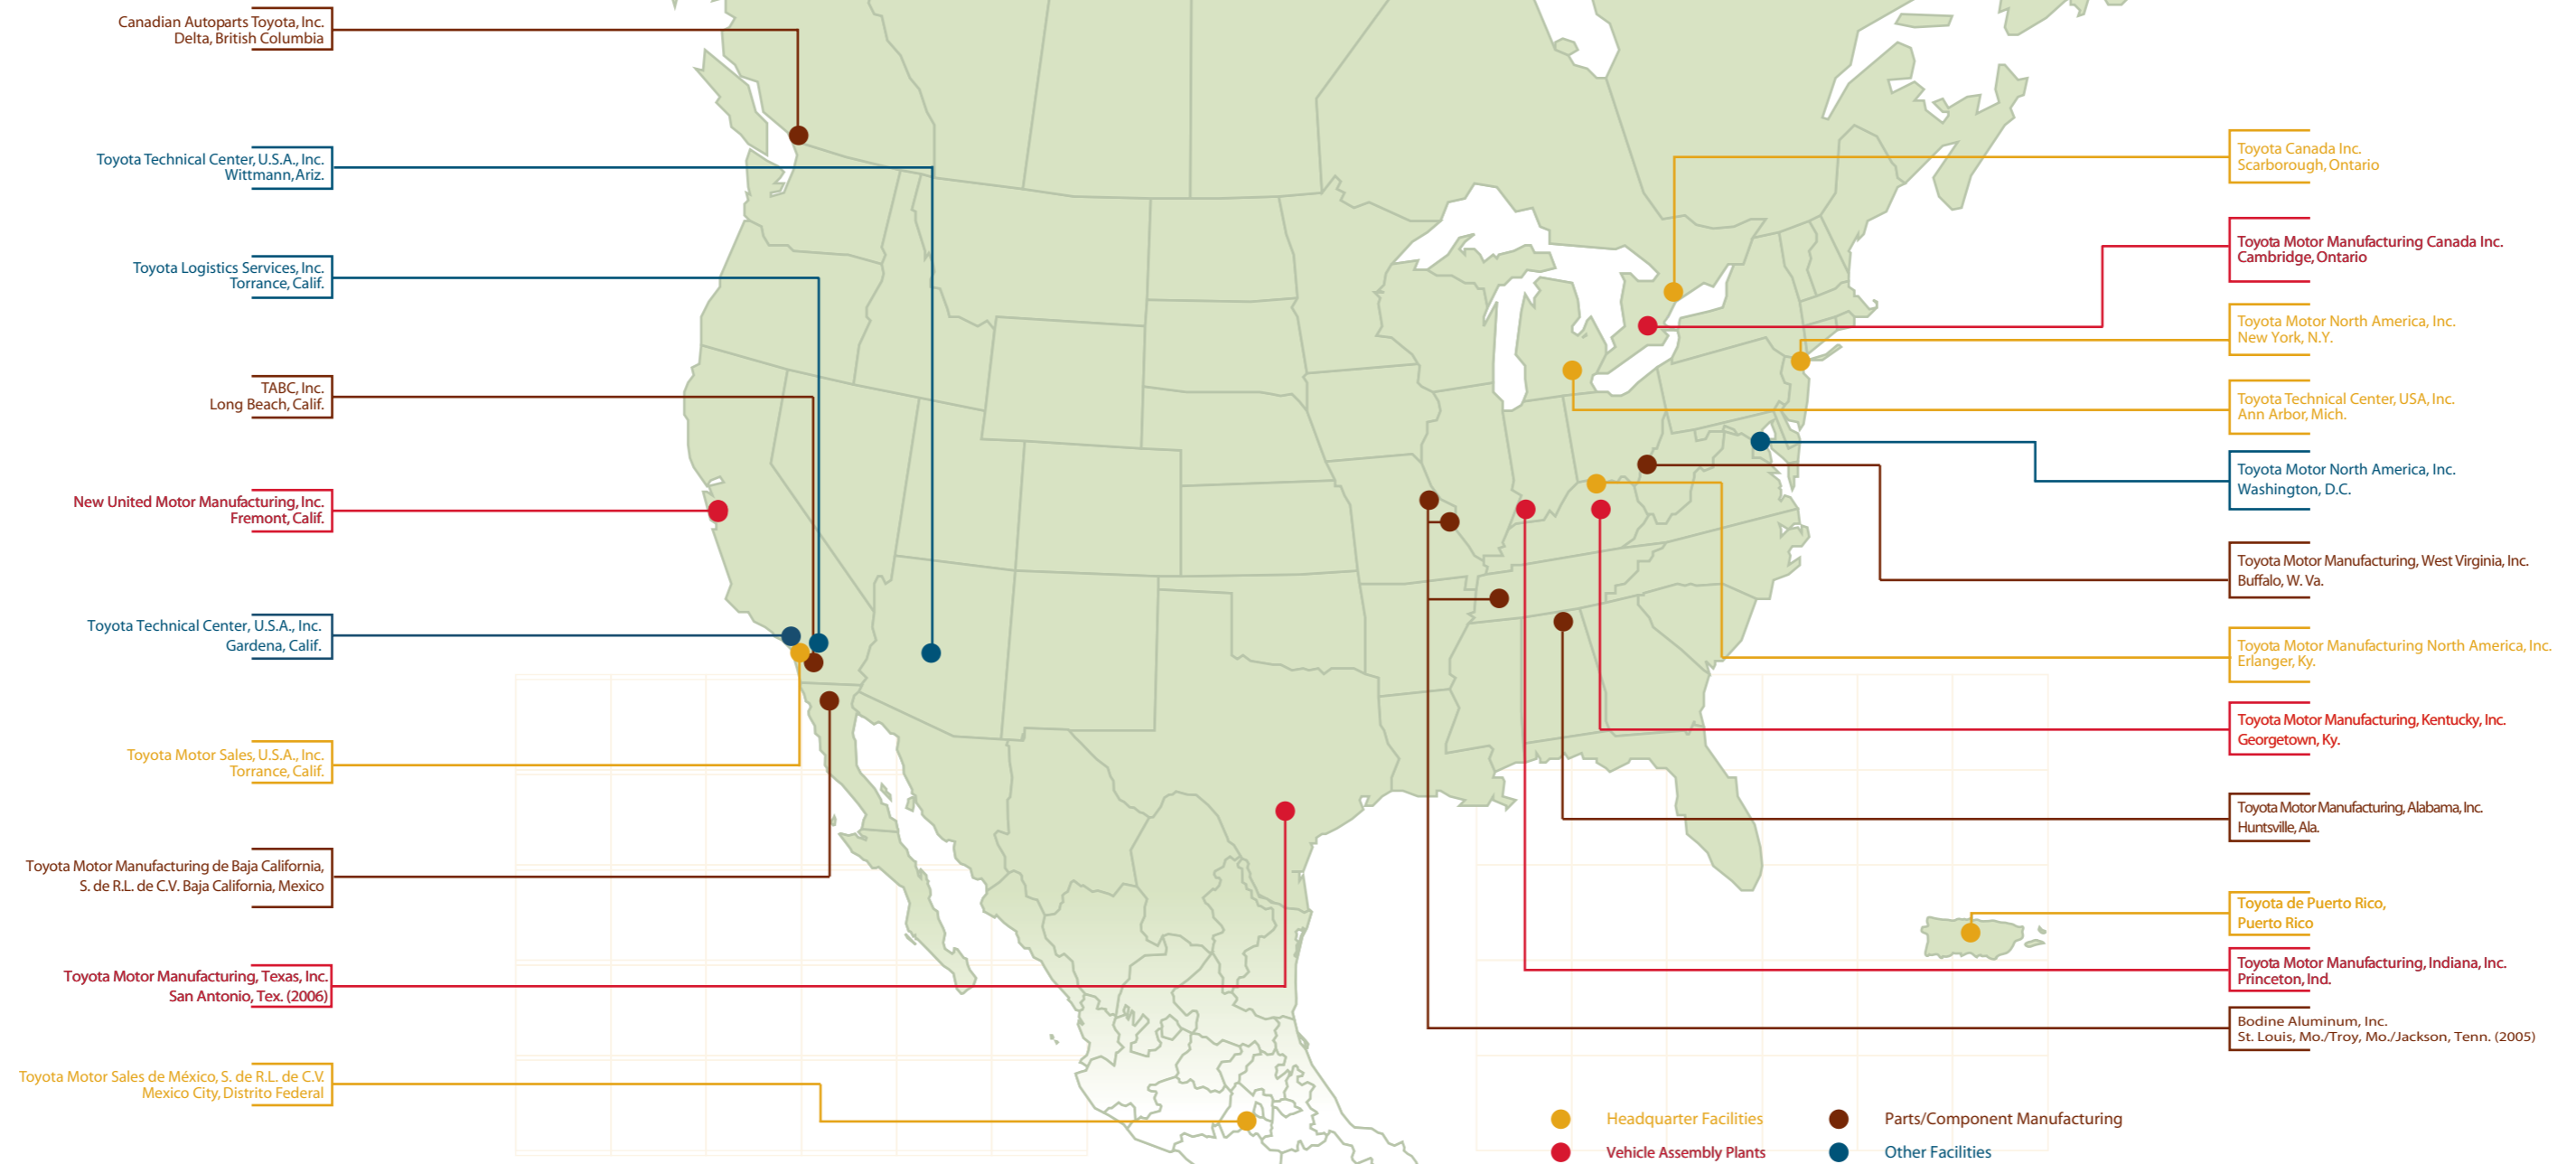 Canadian Autoparts Toyota, Inc.
Delta, British Columbia
Toyota Technical Center, U.S.A., Inc.
Wittmann, Ariz.
Toyota Logistics Services, Inc.
Torrance, Calif.
TABC, Inc.
Long Beach, Calif.
New United Motor Manufacturing, Inc.
Fremont, Calif.
Toyota Technical Center, U.S.A., Inc.
Gardena, Calif.
Toyota Motor Sales, U.S.A., Inc.
Torrance, Calif.
Toyota Motor Manufacturing de Baja California,
S. de R.L. de C.V. Baja California, Mexico
Toyota Motor Manufacturing, Texas, Inc.
San Antonio, Tex. (2006)
Toyota Motor Sales de México, S. de R.L. de C.V.
Mexico City, Distrito Federal
Toyota Canada Inc.
Scarborough, Ontario
Toyota Motor Manufacturing Canada Inc.
Cambridge, Ontario
Toyota Motor North America, Inc.
New York, N.Y.
Toyota Technical Center, USA, Inc.
Ann Arbor, Mich.
Toyota Motor North America, Inc.
Washington, D.C.
Toyota Motor Manufacturing, West Virginia, Inc.
Buffalo, W. Va.
Toyota Motor Manufacturing North America, Inc.
Erlanger, Ky.
Toyota Motor Manufacturing, Kentucky, Inc.
Georgetown, Ky.
Toyota Motor Manufacturing, Alabama, Inc.
Huntsville, Ala.
Toyota de Puerto Rico,
Puerto Rico
Toyota Motor Manufacturing, Indiana, Inc.
Princeton, Ind.
Bodine Aluminum, Inc.
St. Louis, Mo./Troy, Mo./Jackson, Tenn. (2005)
Headquarter Facilities
Vehicle Assembly Plants
Parts/Component Manufacturing
Other Facilities